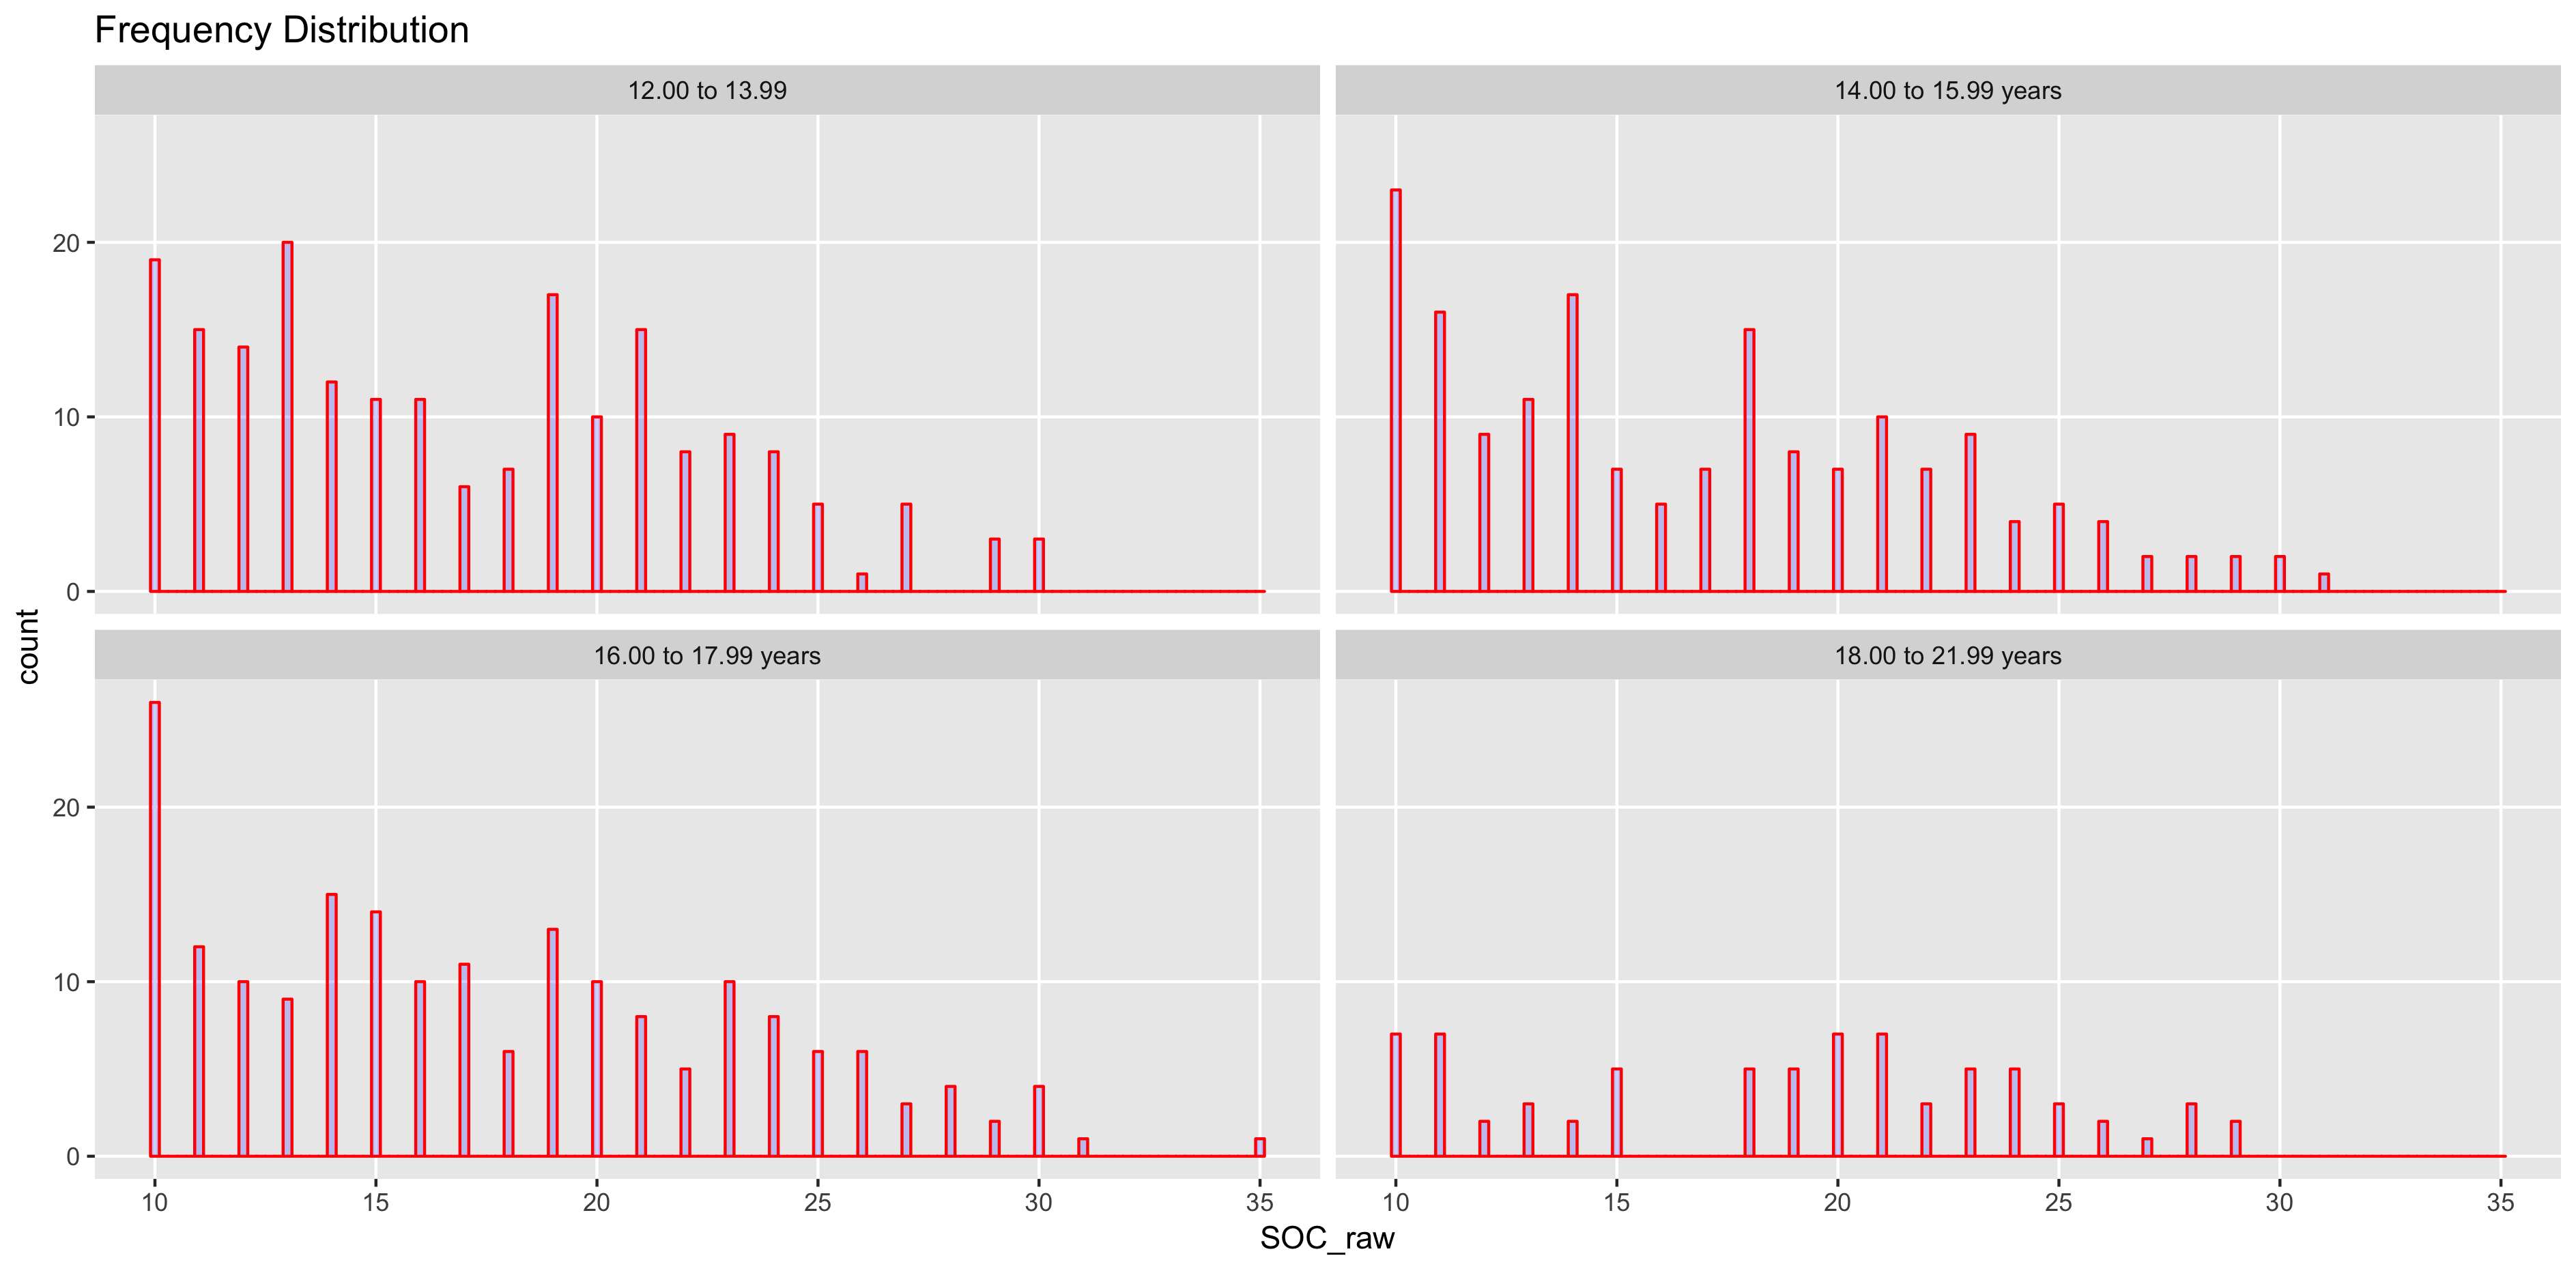 Frequency Distribution
12.00 to 13.99
14.00 to 15.99 years
20
10
0
16.00 to 17.99 years
18.00 to 21.99 years
20
10
0
10 15 20 25 30 35
10 15 20 25 30 35
count
SOC_raw